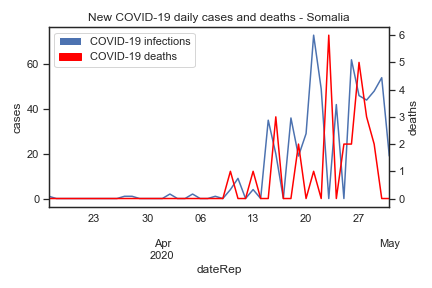 New COVID-19 daily cases and deaths - Somalia
COVID-19 infections
COVID-19 deaths
cases
60
40
20
0
deaths
6
5
4
3
2
1
0
23 30 06 13 20 27
Apr May
2020
dateRep